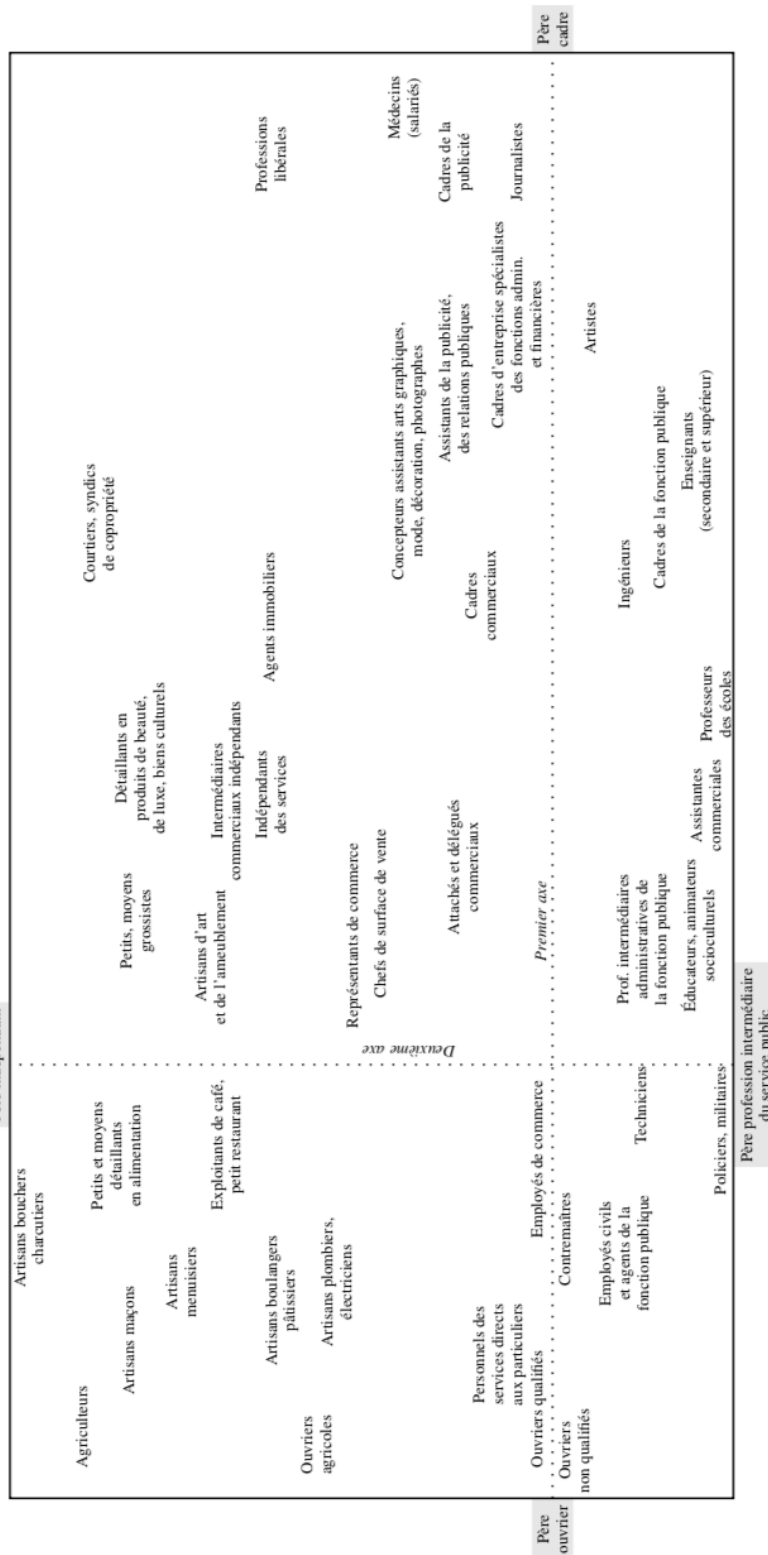 Artisans bouchers
charcutiers
Agriculteurs
Petits et moyens
détaillants
en alimentation
Courtiers, syndics
de copropriété
Artisans maçons
Petits, moyens
grossistes
Détaillants en
produits de beauté,
de luxe, biens culturels
Artisans
menuisiers
Artisans d'art
et de l'ameublement
Exploitants de café,
petit restaurant
Intermédiaires
commerciaux indépendants
Indépendants
des services
Agents immobiliers
Professions
libérales
Artisans boulangers
pâtissiers
Ouvriers
agricoles
Artisans plombiers,
électriciens
Représentants de commerce
Chefs de surface de vente
Deuxième axe
Concepteurs assistants arts graphiques,
mode, décoration, photographes
Médecins
(salariés)
Assistants de la publicité,
des relations publiques
Cadres de la
publicité
Attachés et délégués
commerciaux
Cadres
commerciaux
Personnels des
services directs
aux particuliers
Cadres d'entreprise spécialistes
des fonctions admin.
et financières
Journalistes
Ouvriers qualifiés
Employés de commerce
Premier axe
Père
ouvrier
Père
cadre
Ouvriers
non qualifiés
Contremaîtres
Artistes
Employés civils
et agents de la
fonction publique
Techniciens
Prof. intermédiaires
administratives de
la fonction publique
Ingénieurs
Cadres de la fonction publique
Éducateurs, animateurs
socioculturels
Assistantes
commerciales
Professeurs
des écoles
Enseignants
(secondaire et supérieur)
Policiers, militaires
Père profession intermédiaire
du service public